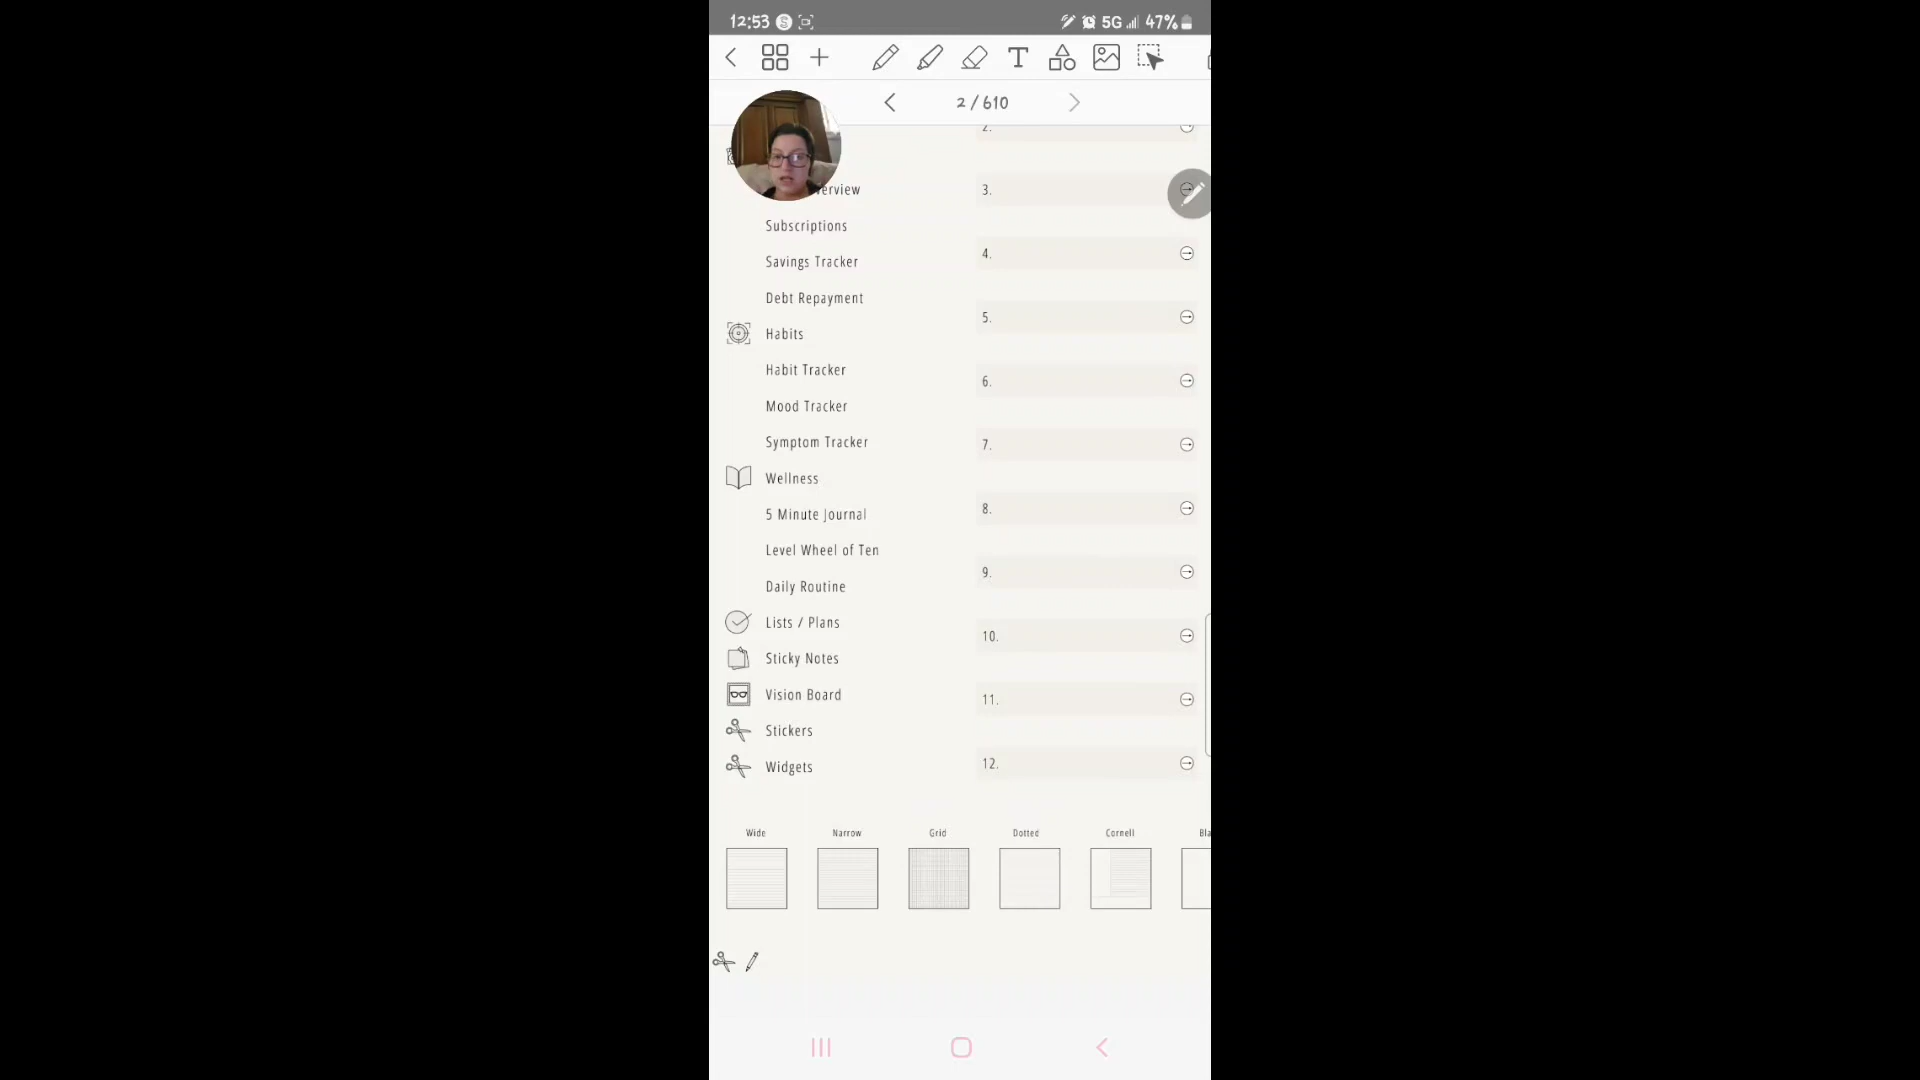 12:53 5G 47%
2 / 610
2.
erview
3.
Subscriptions
4.
Savings Tracker
Debt Repayment
5.
Habits
Habit Tracker
6.
Mood Tracker
Symptom Tracker
7.
Wellness
5 Minute Journal
8.
Level Wheel of Ten
9.
Daily Routine
Lists / Plans
10.
Sticky Notes
Vision Board
11.
Stickers
Widgets
12.
Wide Narrow Grid Dotted Cornell Bla